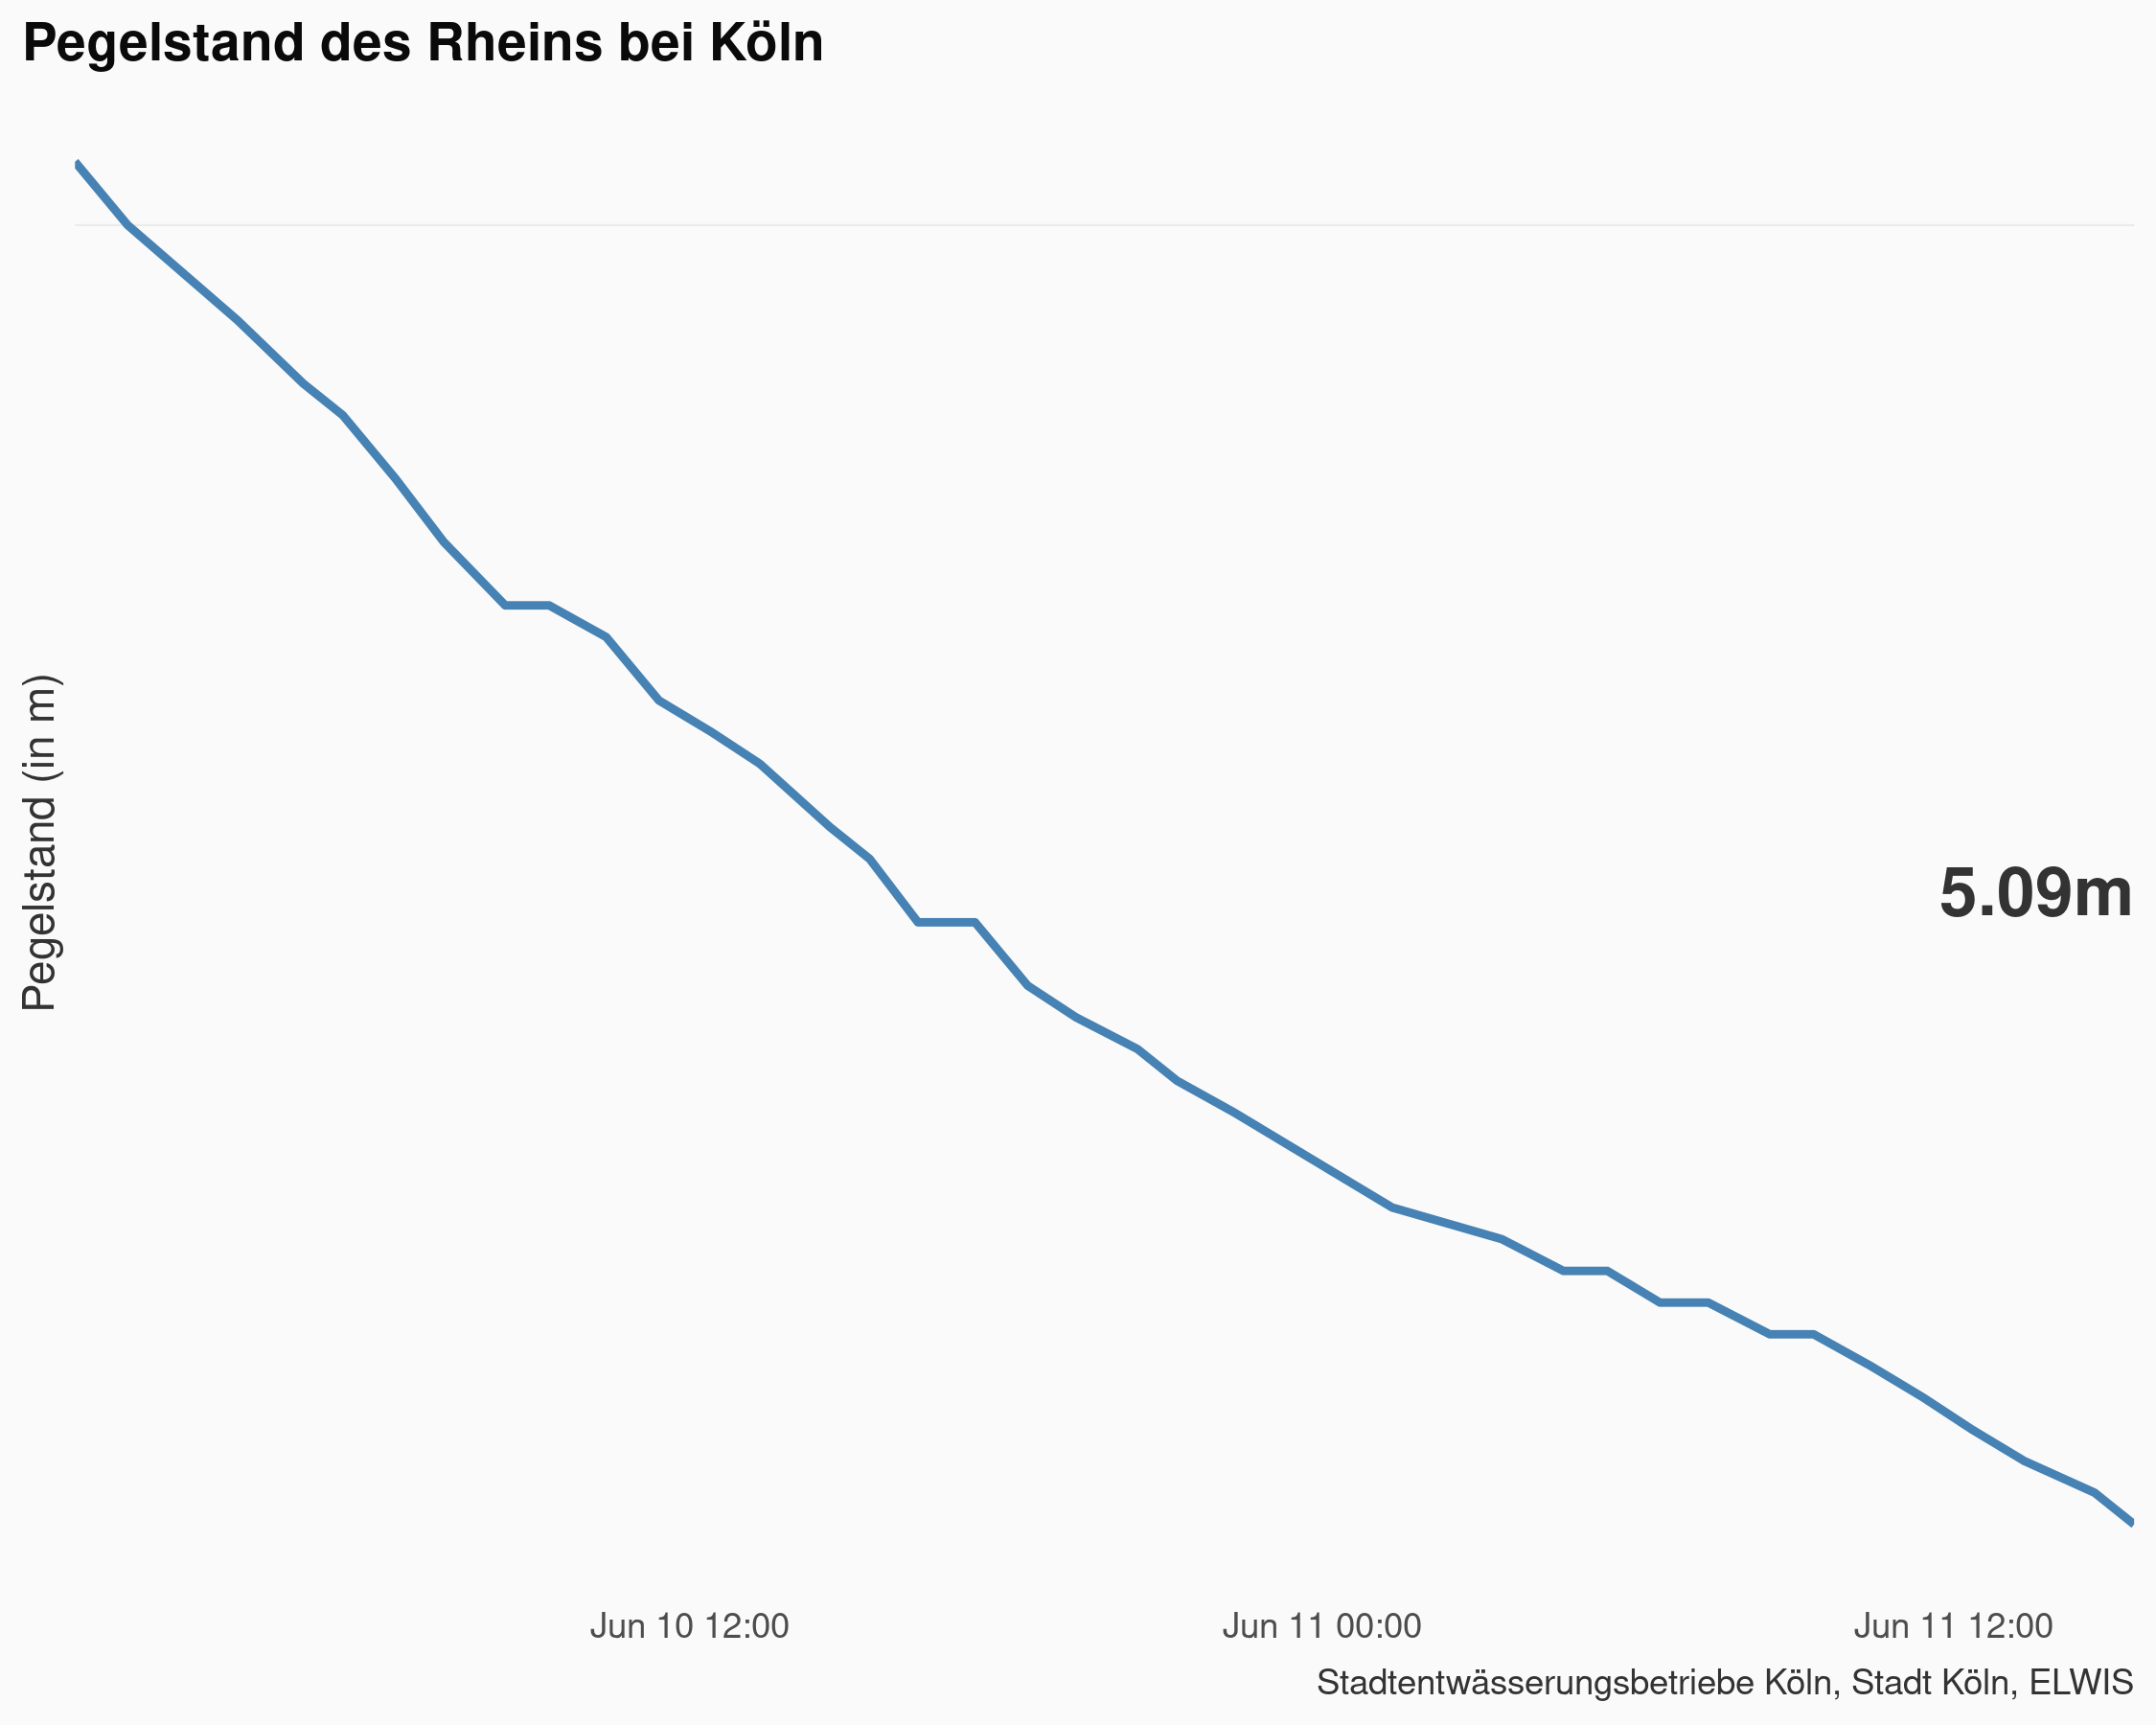 Pegelstand des Rheins bei Köln
Pegelstand (in m)
5.09m
Jun 10 12:00
Jun 11 00:00
Jun 11 12:00
Stadtentwässerungsbetriebe Köln, Stadt Köln, ELWIS